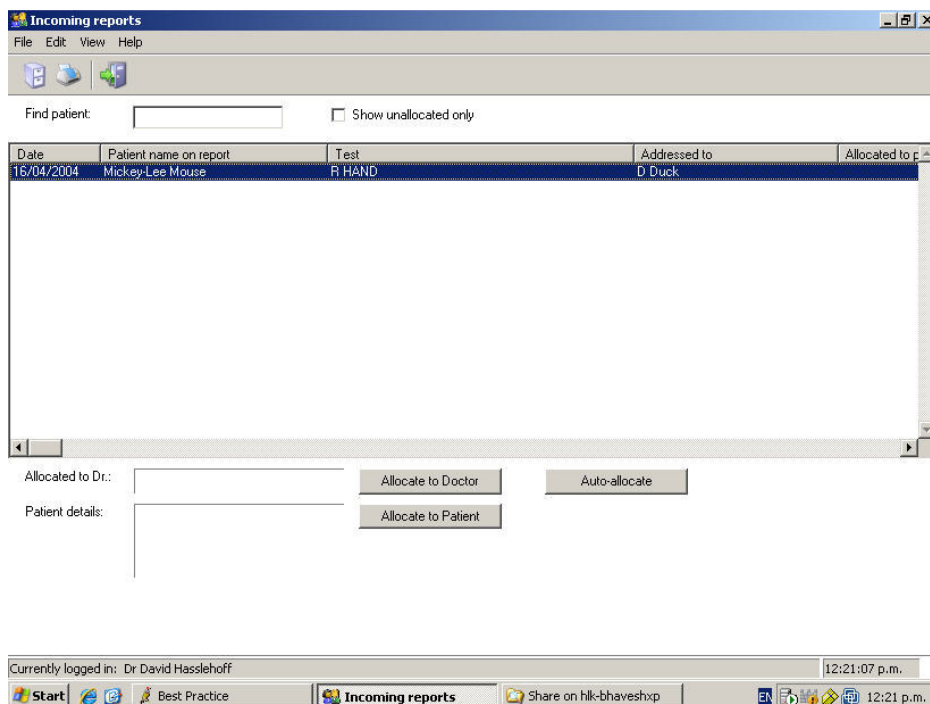 Incoming reports
File Edit View Help
Find patient: Show unallocated only
Date Patient name on report Test Addressed to Allocated to p
16/04/2004 Mickey-Lee Mouse R HAND D Duck
Allocated to Dr.: Allocate to Doctor Auto-allocate
Patient details: Allocate to Patient
Currently logged in: Dr David Hasslehoff 12:21:07 p.m.
Start Best Practice Incoming reports Share on hlk-bhaveshxp EN 12:21 p.m.